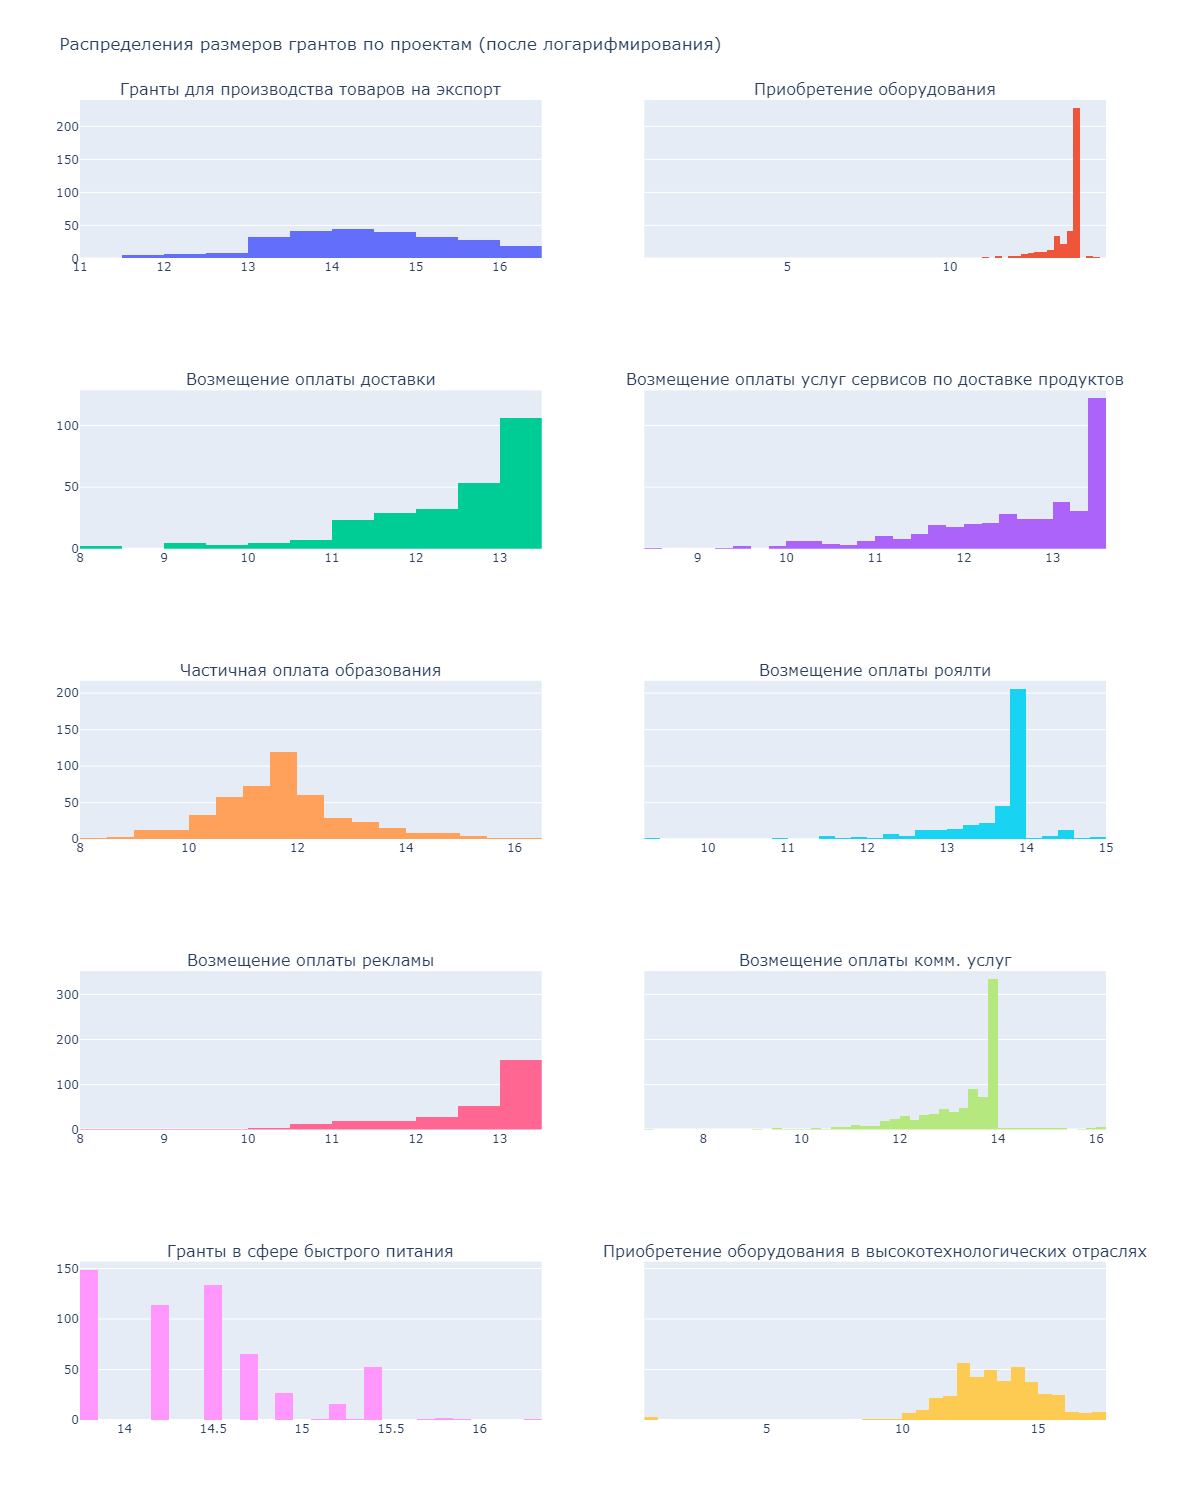 Распределения размеров грантов по проектам (после логарифмирования)
Гранты для производства товаров на экспорт
Приобретение оборудования
200
150
100
50
0
11 12 13 14 15 16
5 10
Возмещение оплаты доставки
Возмещение оплаты услуг сервисов по доставке продуктов
100
50
0
8 9 10 11 12 13
9 10 11 12 13
Частичная оплата образования
Возмещение оплаты роялти
200
150
100
50
0
8 10 12 14 16
10 11 12 13 14 15
Возмещение оплаты рекламы
Возмещение оплаты комм. услуг
300
200
100
0
8 9 10 11 12 13
8 10 12 14 16
Гранты в сфере быстрого питания
Приобретение оборудования в высокотехнологических отраслях
150
100
50
0
14 14.5 15 15.5 16
5 10 15